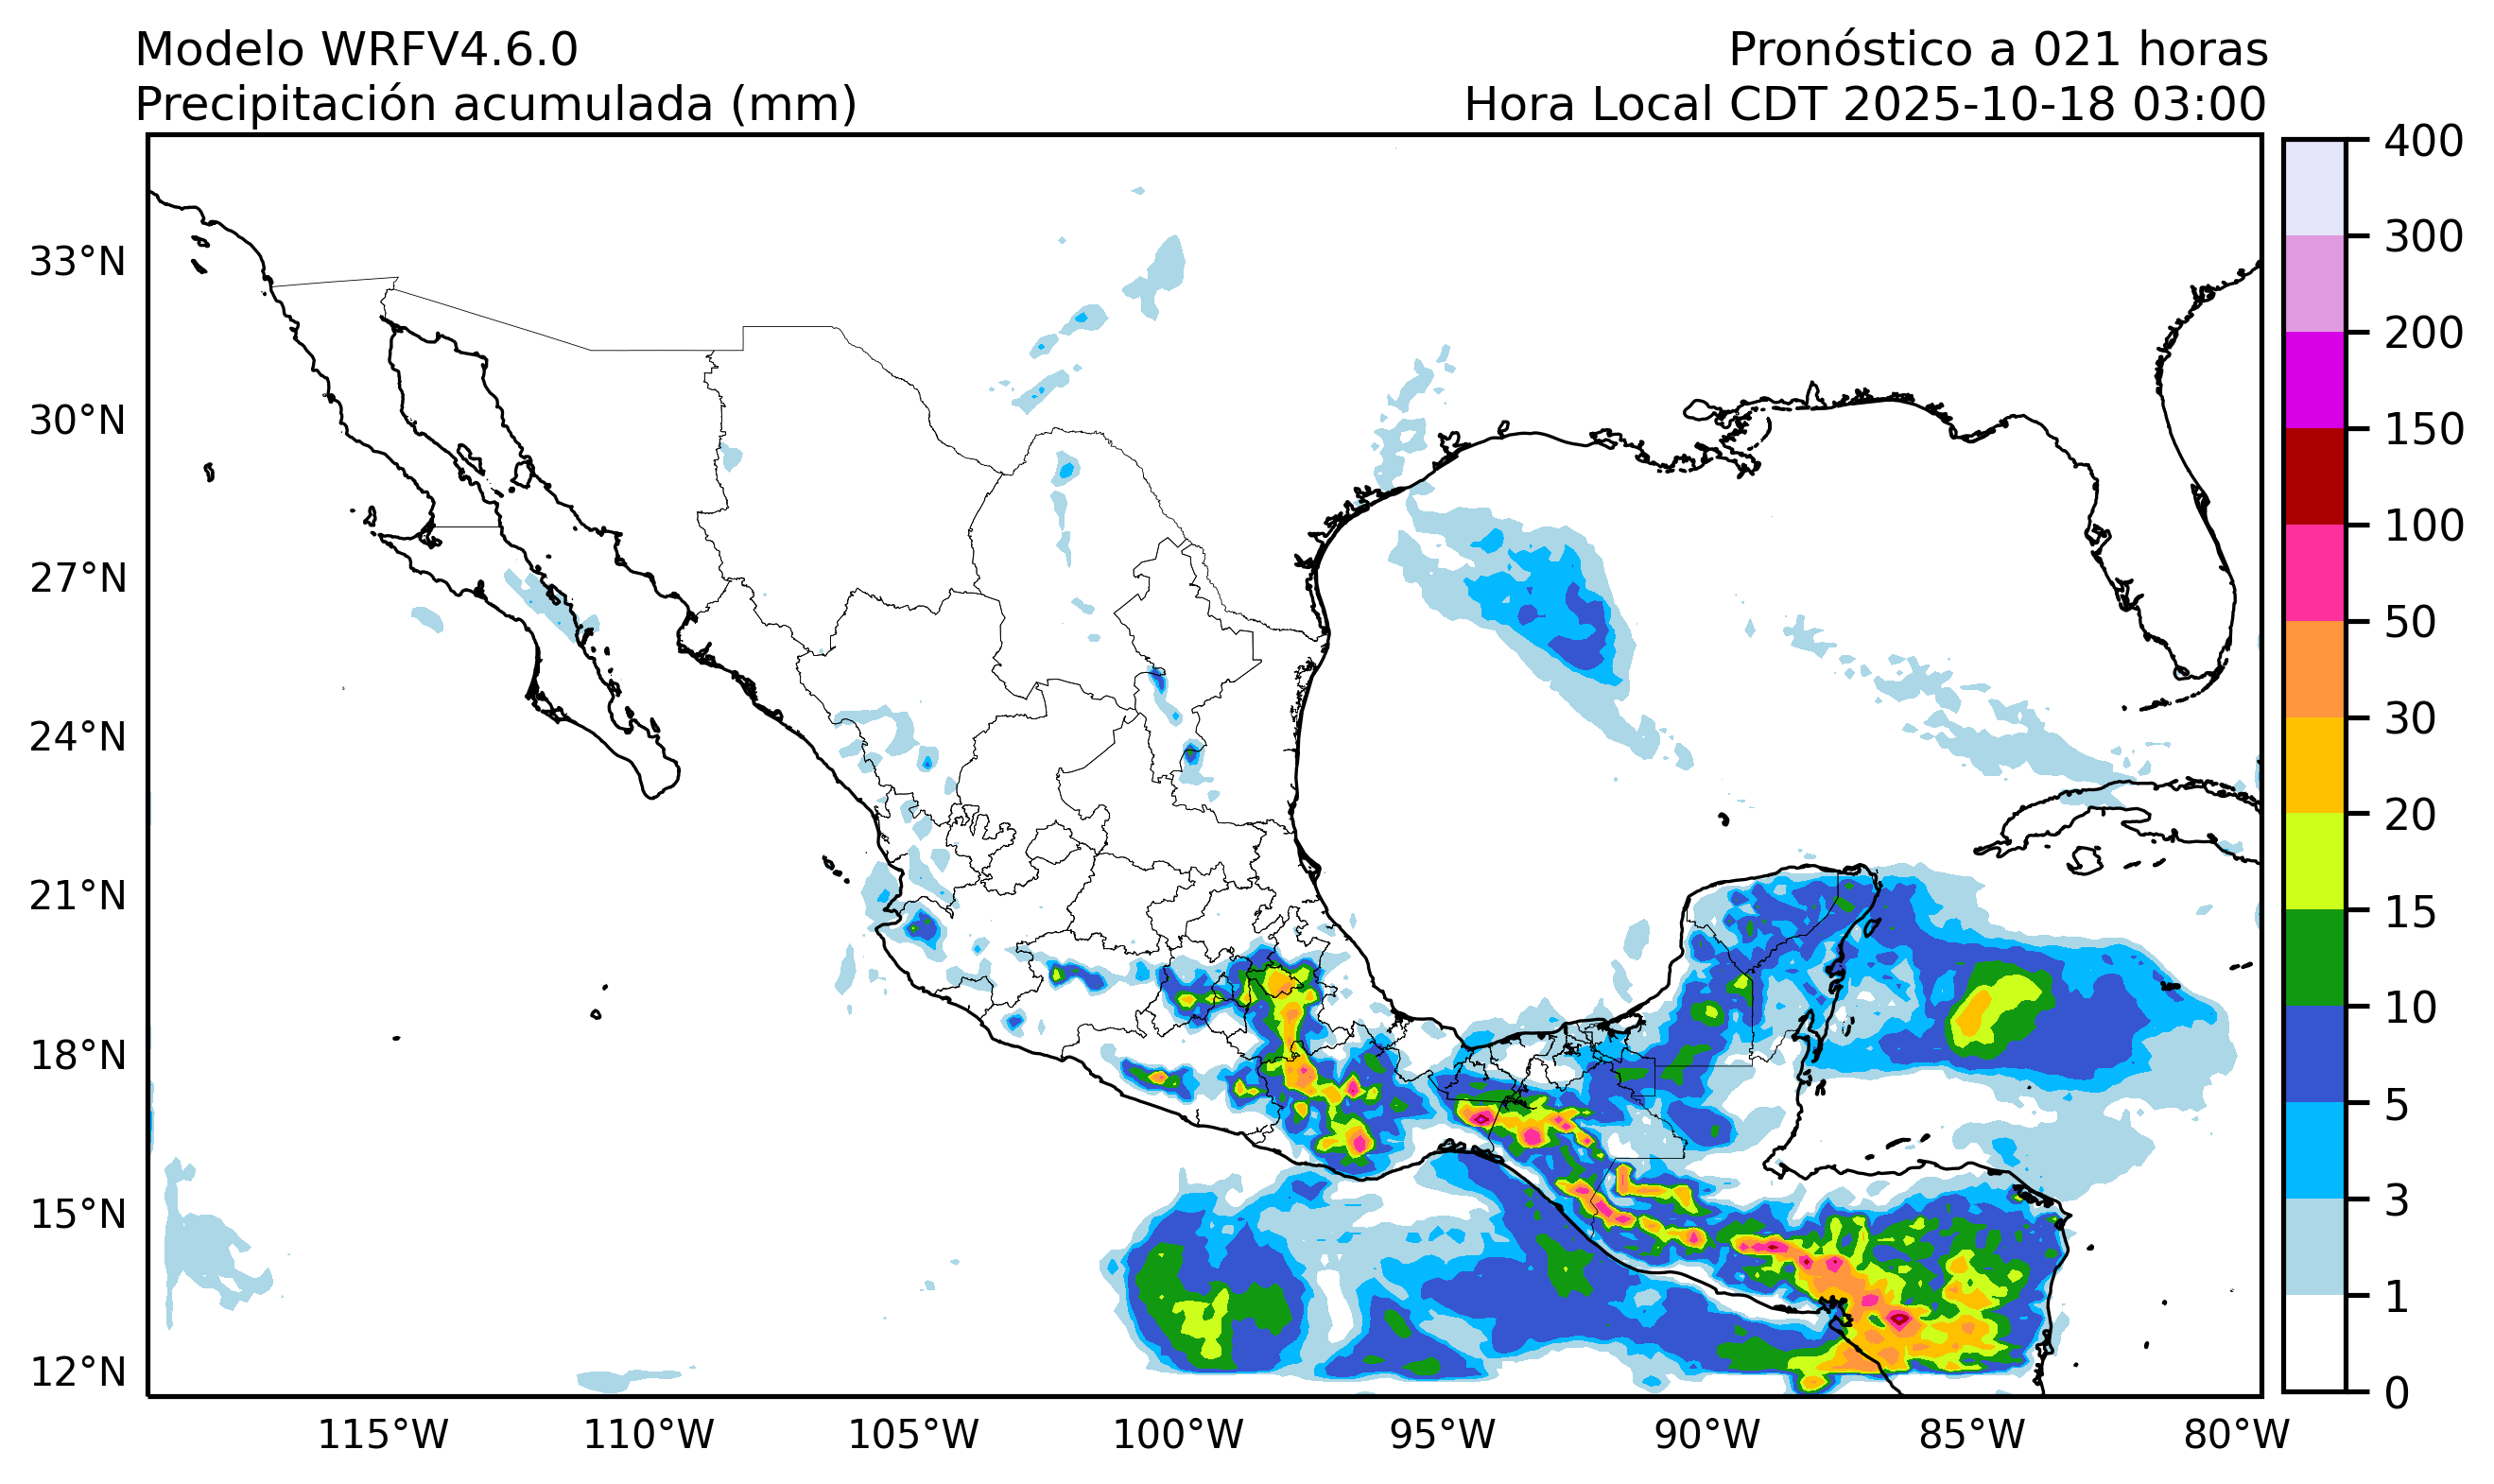 Modelo WRFV4.6.0
Pronóstico a 021 horas
Precipitación acumulada (mm)
Hora Local CDT 2025-10-18 03:00
400
300
200
150
100
50
30
20
15
10
5
3
1
0
33°N
30°N
27°N
24°N
21°N
18°N
15°N
12°N
115°W
110°W
105°W
100°W
95°W
90°W
85°W
80°W